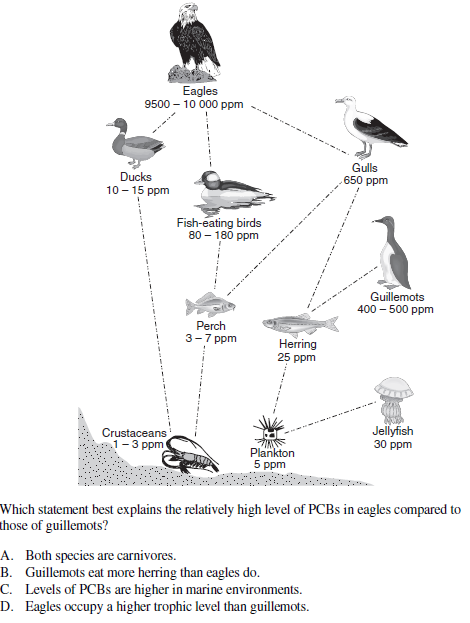 Eagles
9500 – 10 000 ppm
Ducks
10 – 15 ppm
Gulls
650 ppm
Fish-eating birds
80 – 180 ppm
Guillemots
400 – 500 ppm
Perch
3 – 7 ppm
Herring
25 ppm
Crustaceans
1 – 3 ppm
Plankton
5 ppm
Jellyfish
30 ppm
Which statement best explains the relatively high level of PCBs in eagles compared to
those of guillemots?
A. Both species are carnivores.
B. Guillemots eat more herring than eagles do.
C. Levels of PCBs are higher in marine environments.
D. Eagles occupy a higher trophic level than guillemots.